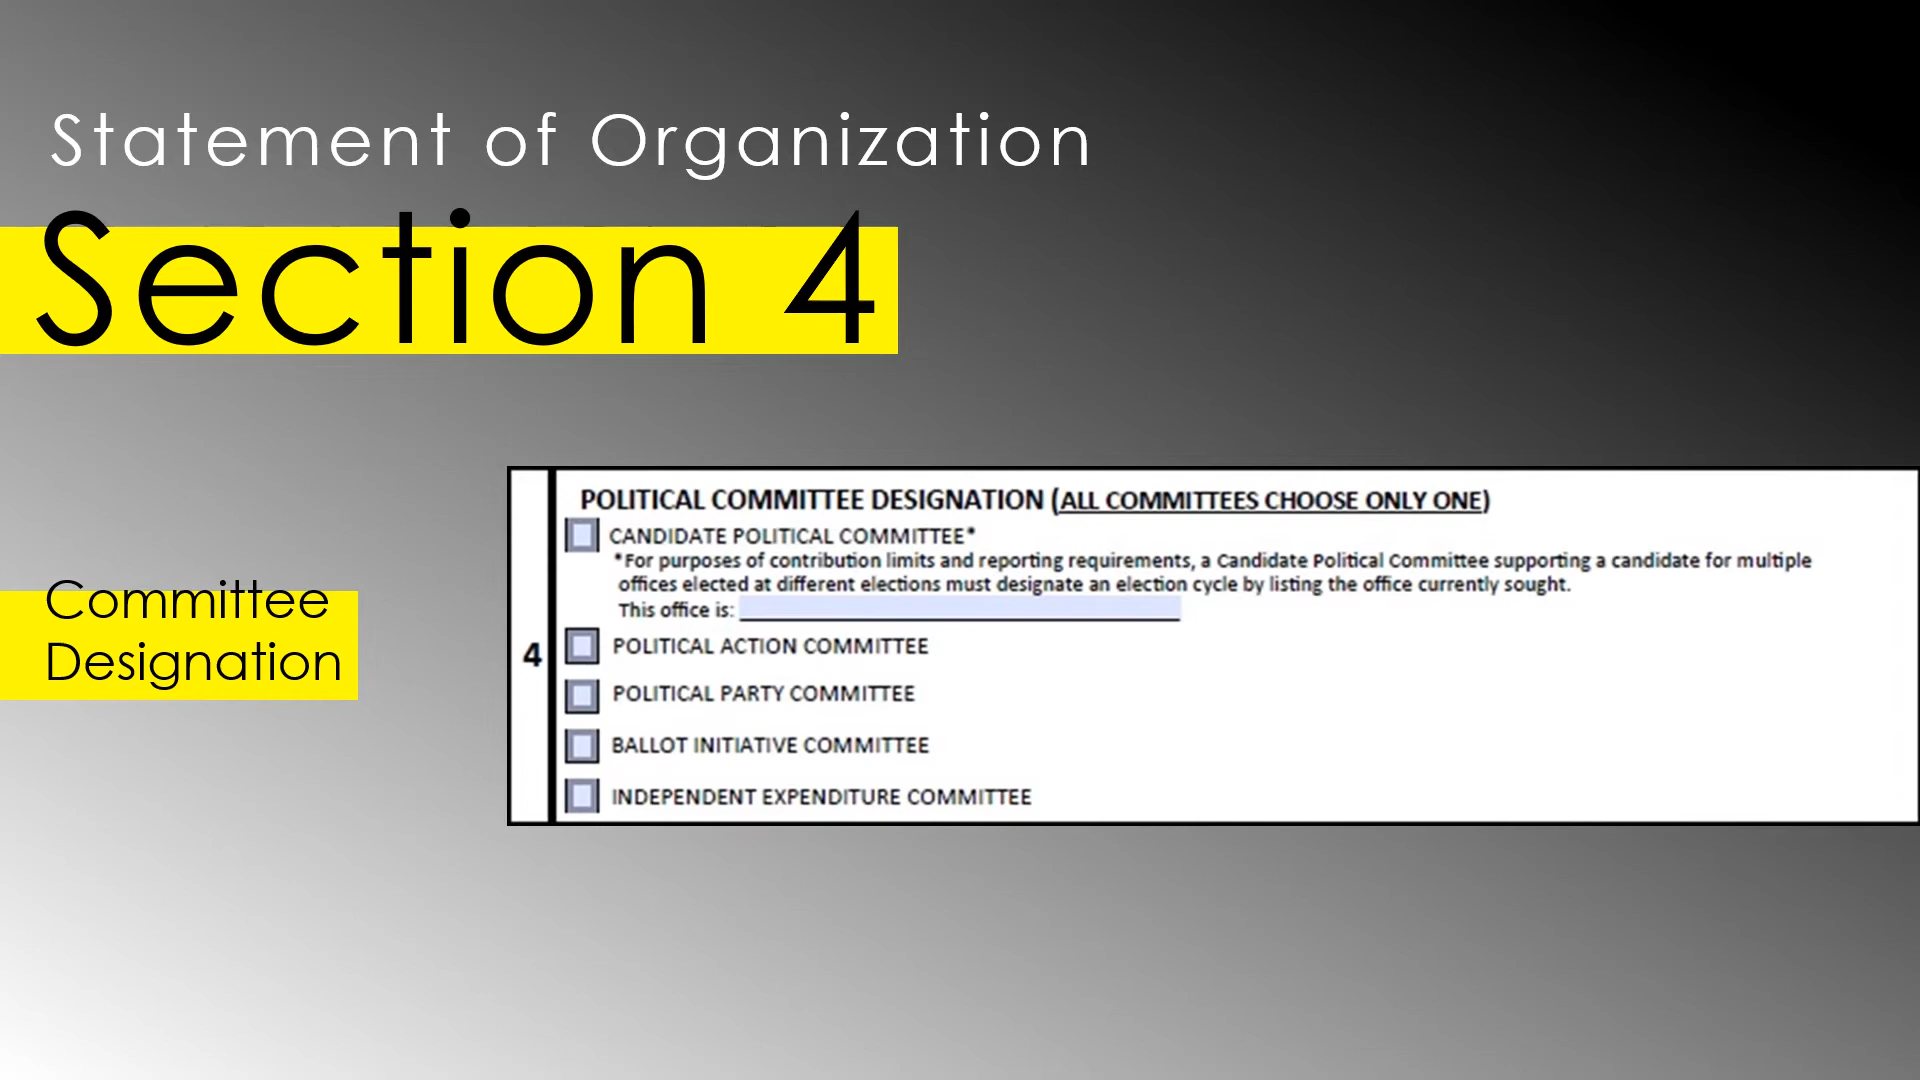 Statement of Organization
Section 4
Committee
Designation
4
POLITICAL COMMITTEE DESIGNATION (ALL COMMITTEES CHOOSE ONLY ONE)
CANDIDATE POLITICAL COMMITTEE*
*For purposes of contribution limits and reporting requirements, a Candidate Political Committee supporting a candidate for multiple
offices elected at different elections must designate an election cycle by listing the office currently sought.
This office is:
POLITICAL ACTION COMMITTEE
POLITICAL PARTY COMMITTEE
BALLOT INITIATIVE COMMITTEE
INDEPENDENT EXPENDITURE COMMITTEE